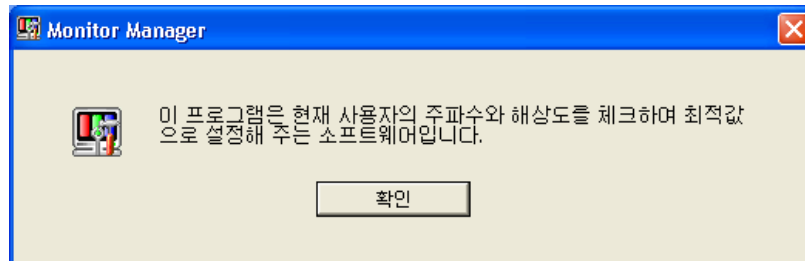 Monitor Manager
이 프로그램은 현재 사용자의 주파수와 해상도를 체크하며 최적값
으로 설정해 주는 소프트웨어입니다.
확인